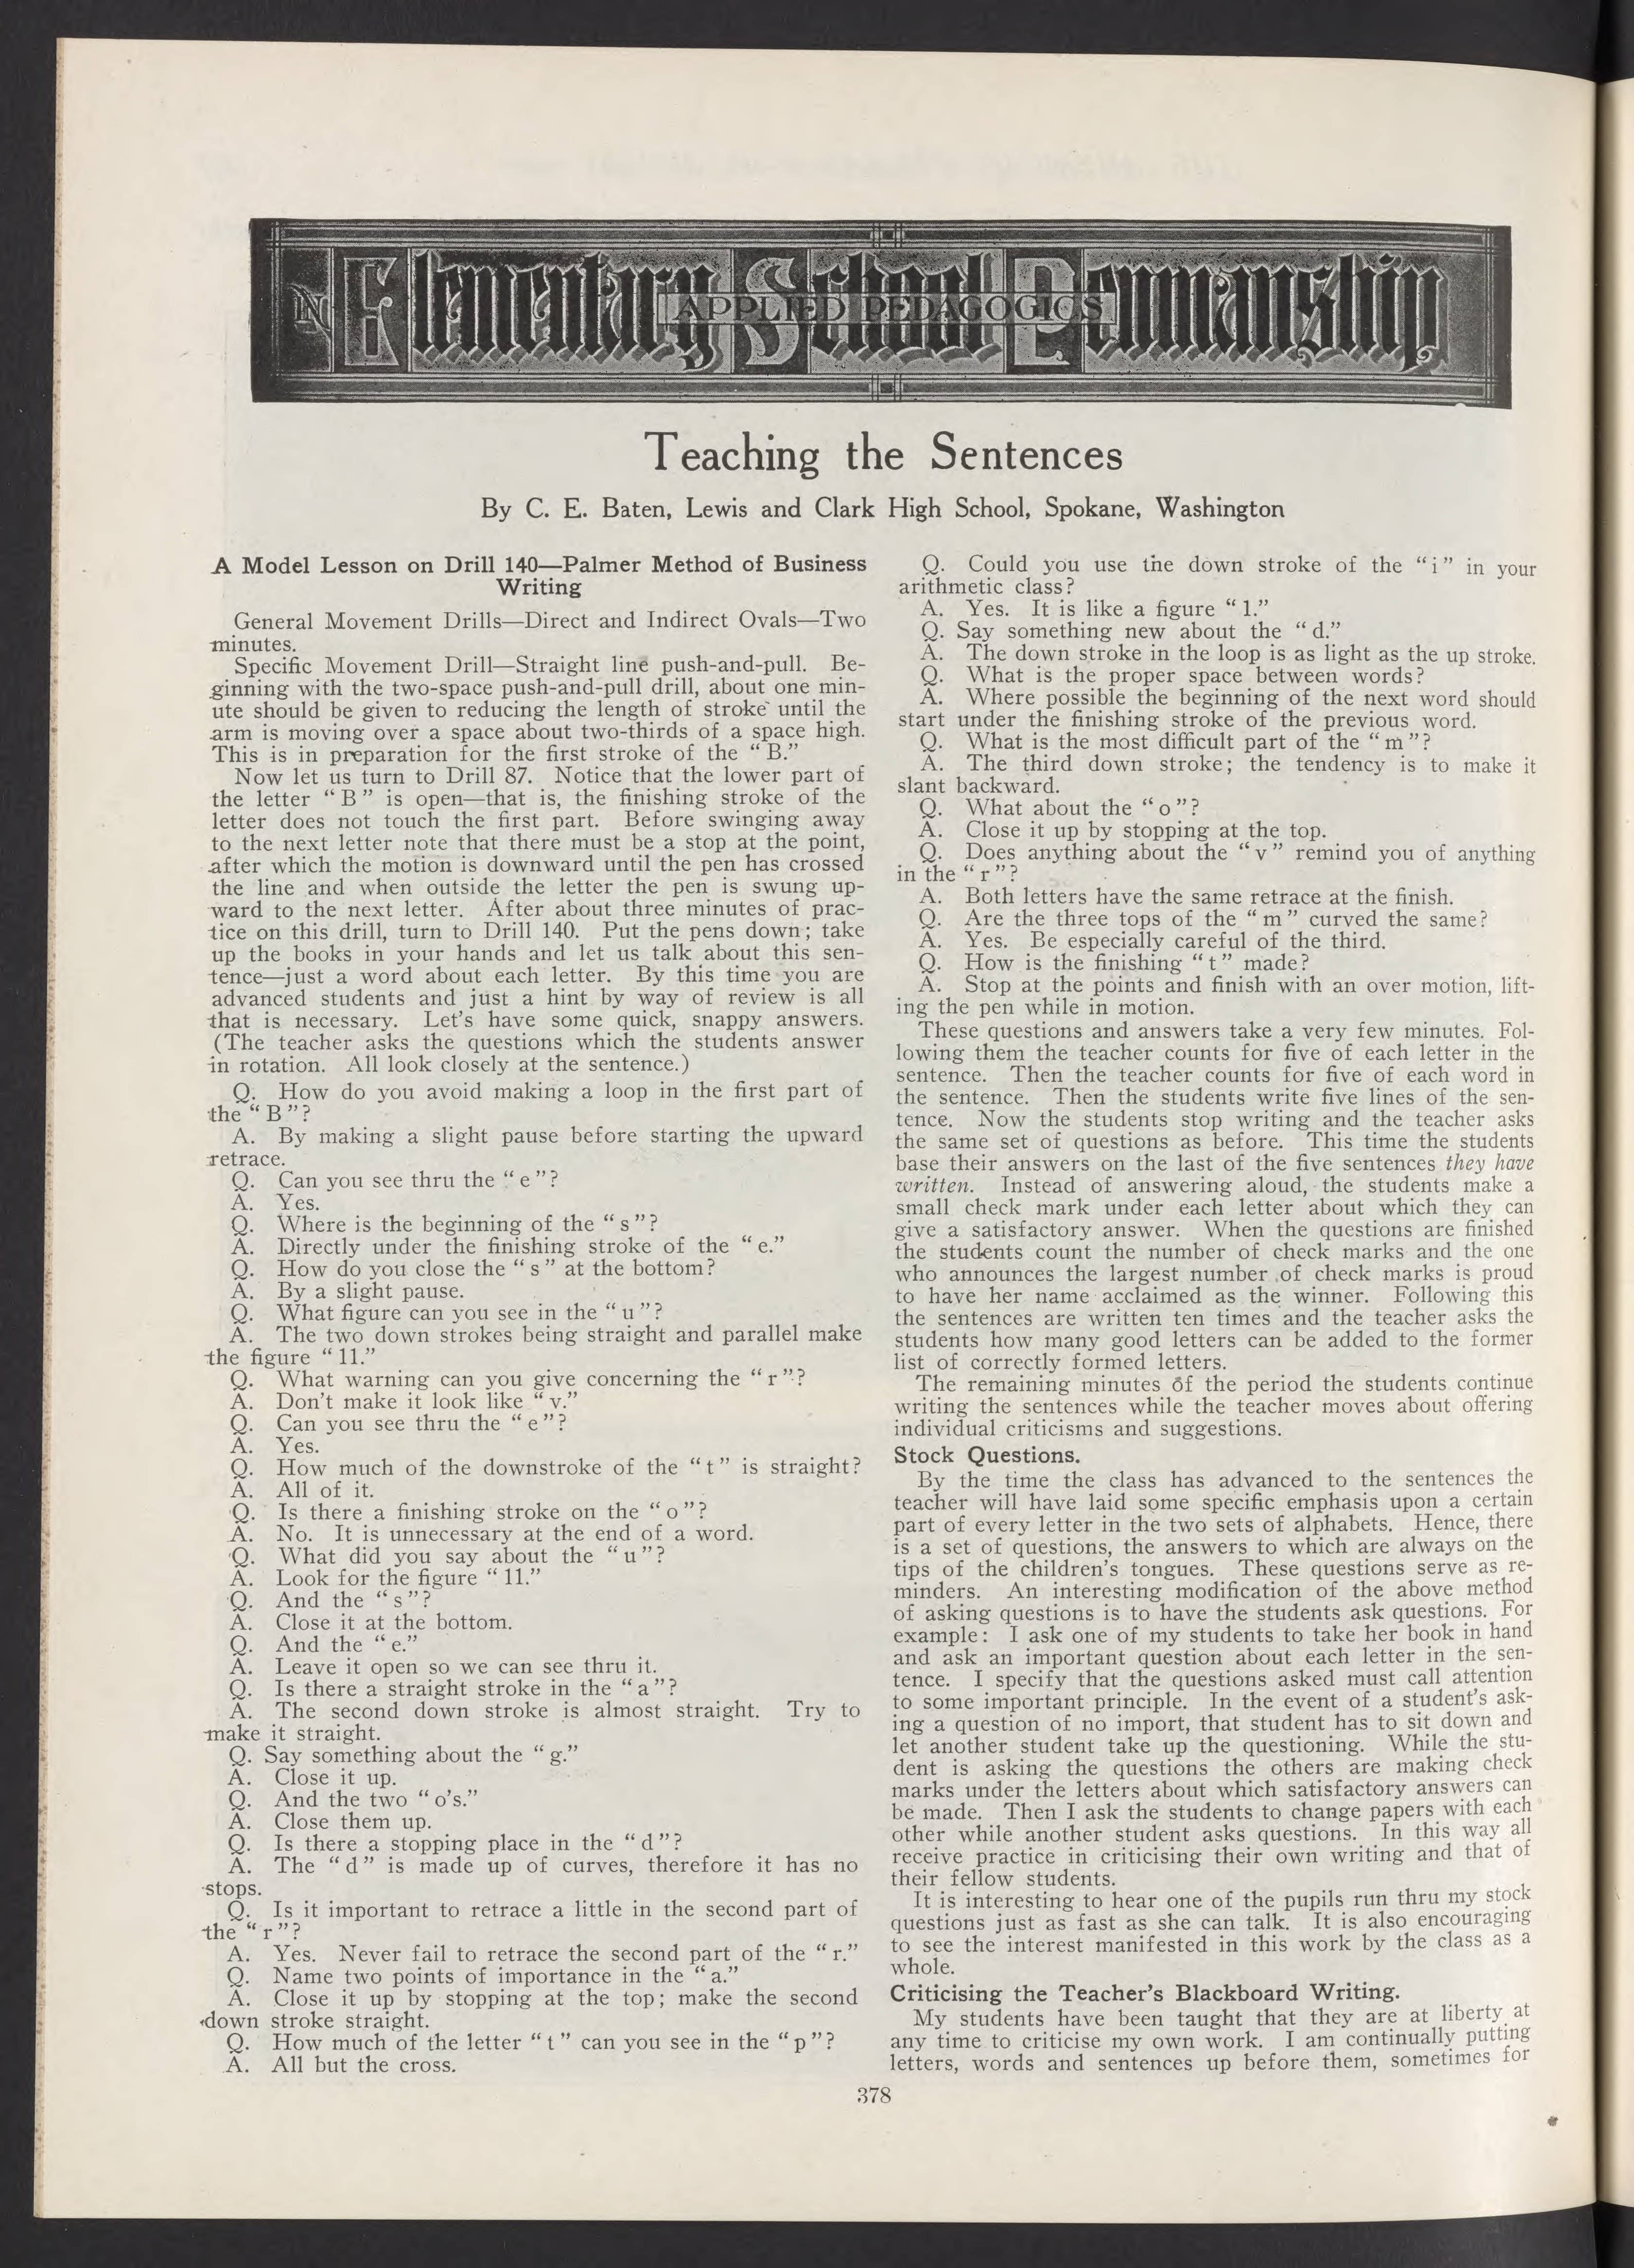 IN Elementary School Penmanship
APPLIED PEDAGOGICS
Teaching the Sentences
By C. E. Baten, Lewis and Clark High School, Spokane, Washington
A Model Lesson on Drill 140—Palmer Method of Business
Writing
General Movement Drills—Direct and Indirect Ovals—Two
minutes.
Specific Movement Drill—Straight line push-and-pull. Be-
ginning with the two-space push-and-pull drill, about one min-
ute should be given to reducing the length of stroke until the
arm is moving over a space about two-thirds of a space high.
This is in preparation for the first stroke of the “B.”
Now let us turn to Drill 87. Notice that the lower part of
the letter “B” is open—that is, the finishing stroke of the
letter does not touch the first part. Before swinging away
to the next letter note that there must be a stop at the point,
after which the motion is downward until the pen has crossed
the line and when outside the letter the pen is swung up-
ward to the next letter. After about three minutes of prac-
tice on this drill, turn to Drill 140. Put the pens down; take
up the books in your hands and let us talk about this sen-
tence—just a word about each letter. By this time you are
advanced students and just a hint by way of review is all
that is necessary. Let's have some quick, snappy answers.
(The teacher asks the questions which the students answer
in rotation. All look closely at the sentence.)
Q. How do you avoid making a loop in the first part of
the “B”?
A. By making a slight pause before starting the upward
retrace.
Q. Can you see thru the “e”?
A. Yes.
Q. Where is the beginning of the “s”?
A. Directly under the finishing stroke of the “e.”
Q. How do you close the “s” at the bottom?
A. By a slight pause.
Q. What figure can you see in the “u”?
A. The two down strokes being straight and parallel make
the figure “11.”
Q. What warning can you give concerning the “r”?
A. Don't make it look like “v.”
Q. Can you see thru the “e”?
A. Yes.
Q. How much of the downstroke of the “t” is straight?
A. All of it.
Q. Is there a finishing stroke on the “o”?
A. No. It is unnecessary at the end of a word.
Q. What did you say about the “u”?
A. Look for the figure “11.”
Q. And the “s”?
A. Close it at the bottom.
Q. And the “e.”
A. Leave it open so we can see thru it.
Q. Is there a straight stroke in the “a”?
A. The second down stroke is almost straight. Try to
make it straight.
Q. Say something about the “g.”
A. Close it up.
Q. And the two “o's.”
A. Close them up.
Q. Is there a stopping place in the “d”?
A. The “d” is made up of curves, therefore it has no
stops.
Q. Is it important to retrace a little in the second part of
the “r”?
A. Yes. Never fail to retrace the second part of the “r.”
Q. Name two points of importance in the “a.”
A. Close it up by stopping at the top; make the second
down stroke straight.
Q. How much of the letter “t” can you see in the “p”?
A. All but the cross.
Q. Could you use the down stroke of the “i” in your
arithmetic class?
A. Yes. It is like a figure “1.”
Q. Say something new about the “d.”
A. The down stroke in the loop is as light as the up stroke.
Q. What is the proper space between words?
A. Where possible the beginning of the next word should
start under the finishing stroke of the previous word.
Q. What is the most difficult part of the “m”?
A. The third down stroke; the tendency is to make it
slant backward.
Q. What about the “o”?
A. Close it up by stopping at the top.
Q. Does anything about the “v” remind you of anything
in the “r”?
A. Both letters have the same retrace at the finish.
Q. Are the three tops of the “m” curved the same?
A. Yes. Be especially careful of the third.
Q. How is the finishing “t” made?
A. Stop at the points and finish with an over motion, lift-
ing the pen while in motion.
These questions and answers take a very few minutes. Fol-
lowing them the teacher counts for five of each letter in the
sentence. Then the teacher counts for five of each word in
the sentence. Then the students write five lines of the sen-
tence. Now the students stop writing and the teacher asks
the same set of questions as before. This time the students
base their answers on the last of the five sentences they have
written. Instead of answering aloud, the students make a
small check mark under each letter about which they can
give a satisfactory answer. When the questions are finished
the students count the number of check marks and the one
who announces the largest number of check marks is proud
to have her name acclaimed as the winner. Following this
the sentences are written ten times and the teacher asks the
students how many good letters can be added to the former
list of correctly formed letters.
The remaining minutes of the period the students continue
writing the sentences while the teacher moves about offering
individual criticisms and suggestions.
Stock Questions.
By the time the class has advanced to the sentences the
teacher will have laid some specific emphasis upon a certain
part of every letter in the two sets of alphabets. Hence, there
is a set of questions, the answers to which are always on the
tips of the children's tongues. These questions serve as re-
minders. An interesting modification of the above method
of asking questions is to have the students ask questions. For
example: I ask one of my students to take her book in hand
and ask an important question about each letter in the sen-
tence. I specify that the questions asked must call attention
to some important principle. In the event of a student's ask-
ing a question of no import, that student has to sit down and
let another student take up the questioning. While the stu-
dent is asking the questions the others are making check
marks under the letters about which satisfactory answers can
be made. Then I ask the students to change papers with each
other while another student asks questions. In this way all
receive practice in criticising their own writing and that of
their fellow students.
It is interesting to hear one of the pupils run thru my stock
questions just as fast as she can talk. It is also encouraging
to see the interest manifested in this work by the class as a
whole.
Criticising the Teacher's Blackboard Writing.
My students have been taught that they are at liberty at
any time to criticise my own work. I am continually putting
letters, words and sentences up before them, sometimes for
378